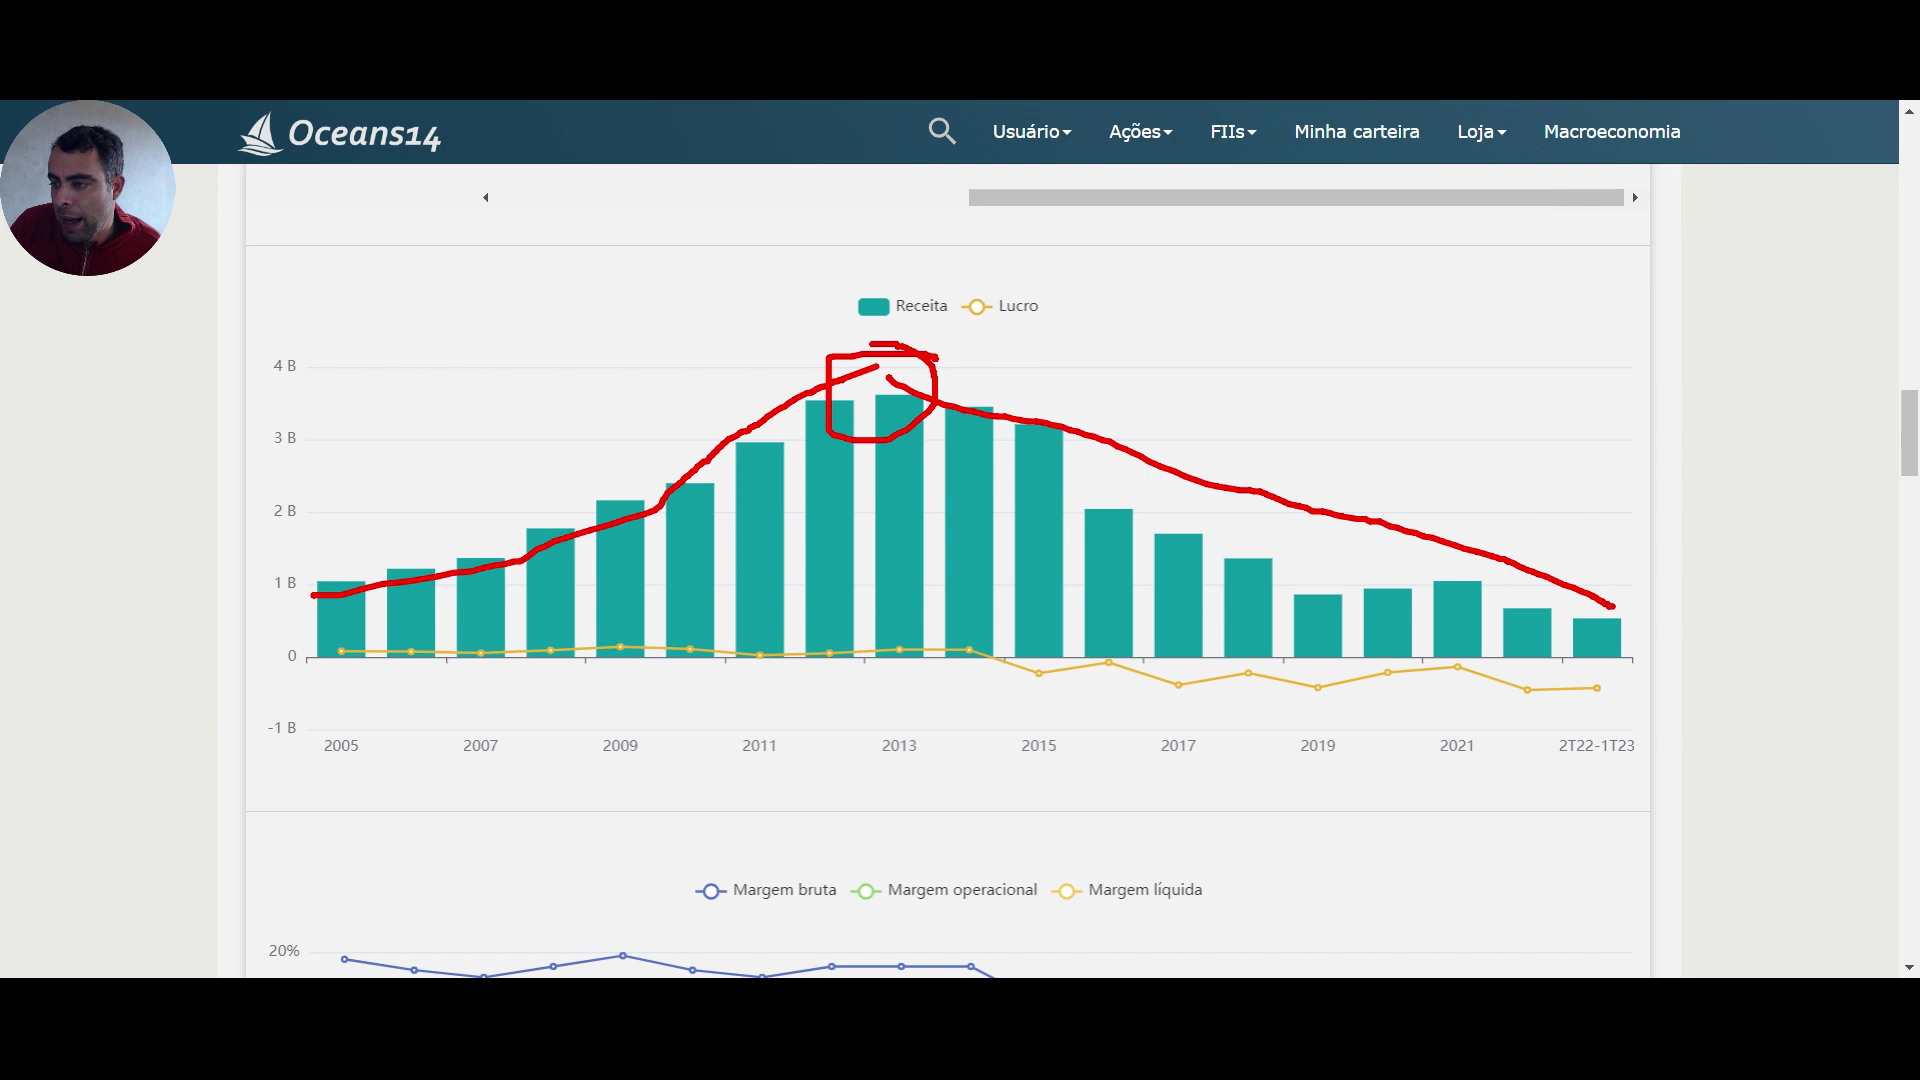 Oceans14
Usuário Ações FIIs Minha carteira Loja Macroeconomia
Receita Lucro
4 B
3 B
2 B
1 B
0
-1 B
2005 2007 2009 2011 2013 2015 2017 2019 2021 2T22-1T23
Margem bruta Margem operacional Margem líquida
20%